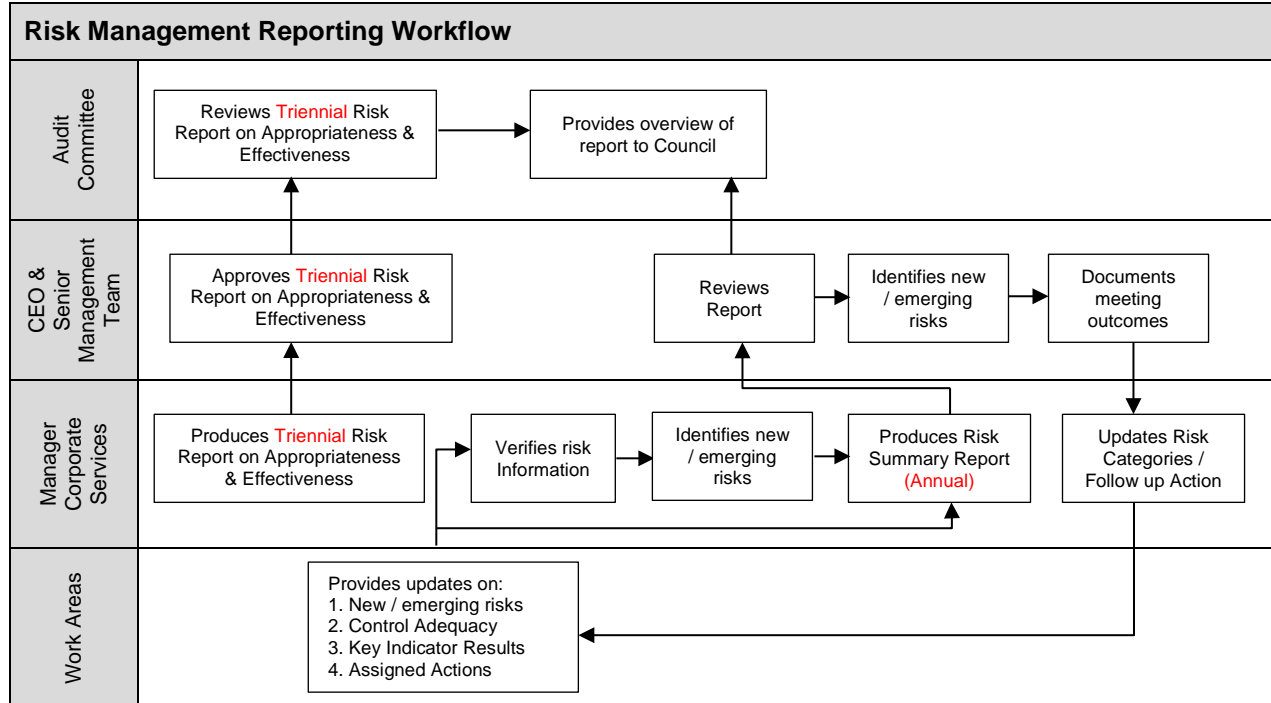 Risk Management Reporting Workflow
Audit
Committee
Reviews Triennial Risk
Report on Appropriateness &
Effectiveness
Provides overview of
report to Council
CEO &
Senior
Management
Team
Approves Triennial Risk
Report on Appropriateness &
Effectiveness
Reviews
Report
Identifies new
/ emerging
risks
Documents
meeting
outcomes
Manager
Corporate
Services
Produces Triennial Risk
Report on Appropriateness
& Effectiveness
Verifies risk
Information
Identifies new
/ emerging
risks
Produces Risk
Summary Report
(Annual)
Updates Risk
Categories /
Follow up Action
Work Areas
Provides updates on:
1. New / emerging risks
2. Control Adequacy
3. Key Indicator Results
4. Assigned Actions